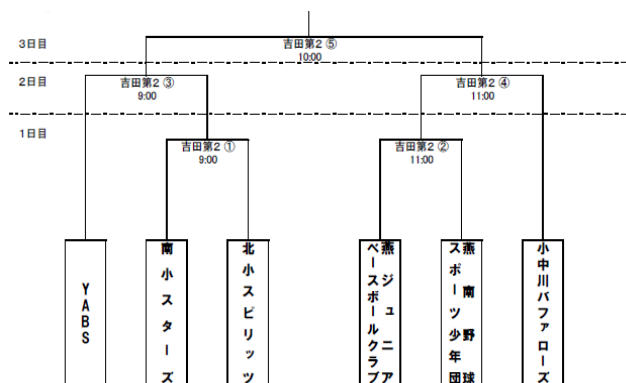 3日目
吉田第2 ⑤
10:00
2日目
吉田第2 ③
9:00
吉田第2 ④
11:00
1日目
吉田第2 ①
9:00
吉田第2 ②
11:00
YABS
南小スターズ
北小スピリッツ
燕ジュニア
ベースボールクラブ
燕南野球
スポーツ少年団
小中川バファローズ